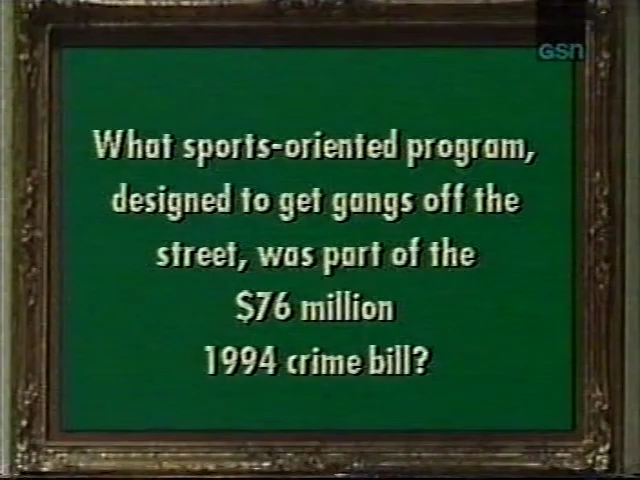 GSN
What sports-oriented program,
designed to get gangs off the
street, was part of the
$76 million
1994 crime bill?